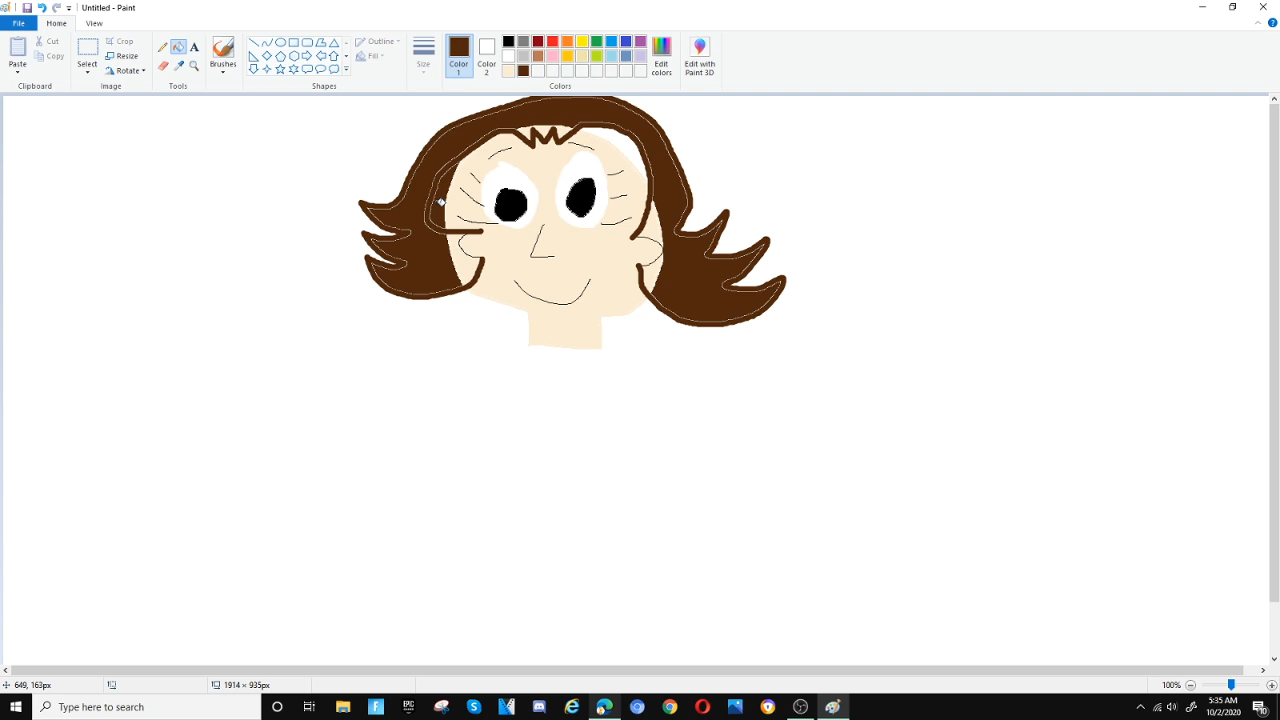 Untitled - Paint
File Home View
Paste
Cut
Copy
Clipboard
Select
Crop
Resize
Rotate
Image
A
Tools
Brushes
Outline
Fill
Shapes
Size
Color 1
Color 2
Edit colors
Colors
Edit with Paint 3D
649, 163px
1914 × 935px
100%
Type here to search
5:35 AM
10/2/2020